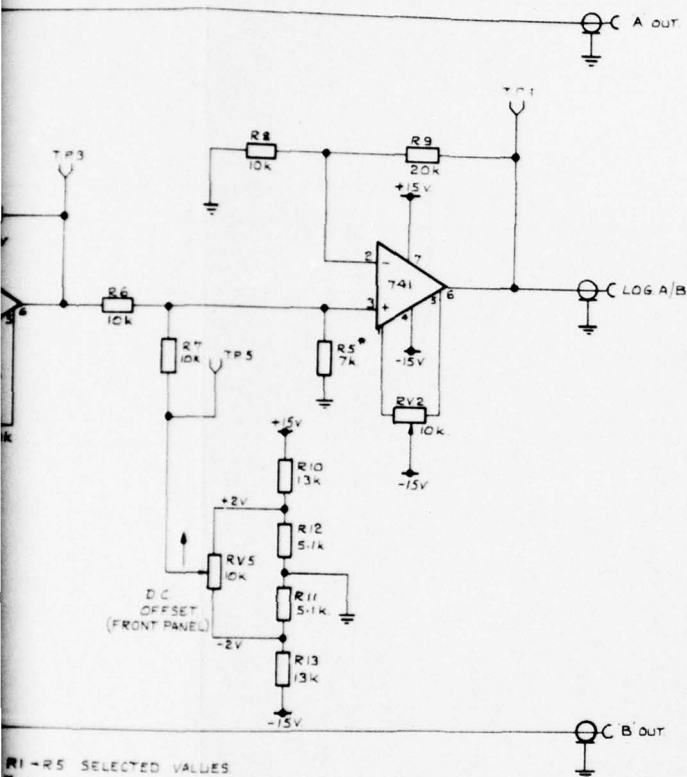 'A' OUT.
TP3
R8
10k
R9
20k
+15V
2
7
741
R6
10k
3
5
6
LOG. A/B
4
R7
10k
TP5
R5*
7k
-15V
RV2
10k
-15V
+15V
R10
13k
+2V
R12
5.1k
RV5
10k
D.C.
OFFSET
(FRONT PANEL)
R11
5.1k
-2V
R13
13k
-15V
'B' OUT
R1-R5 SELECTED VALUES